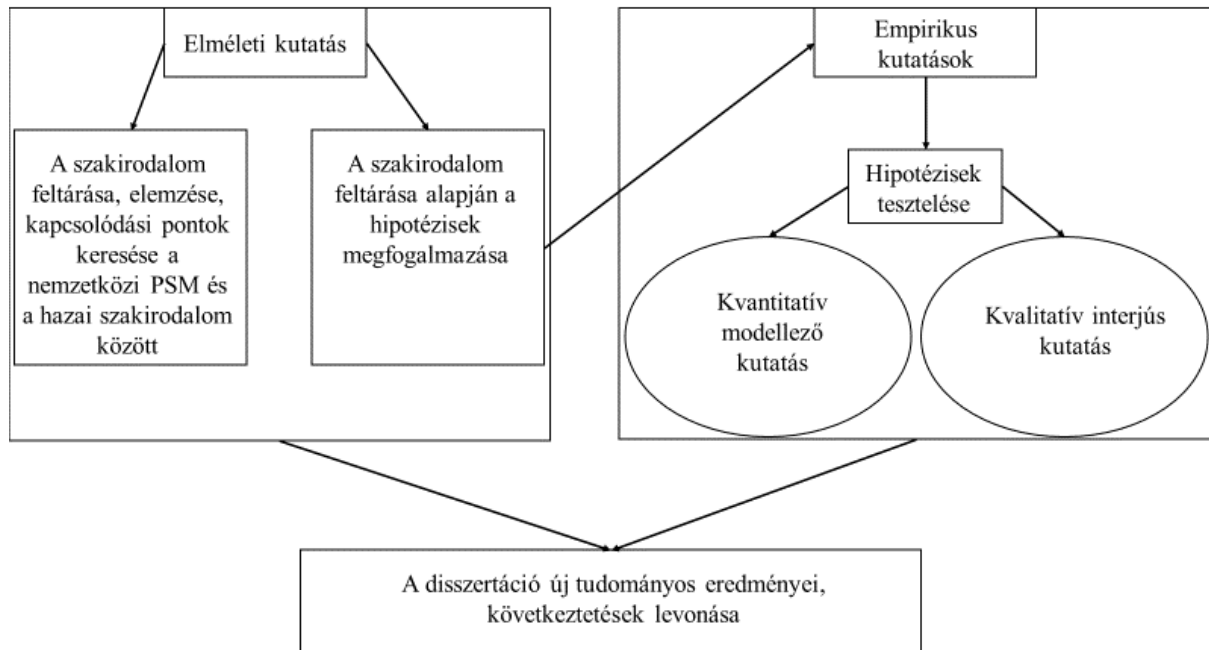 Elméleti kutatás
A szakirodalom
feltárása, elemzése,
kapcsolódási pontok
keresése a
nemzetközi PSM és
a hazai szakirodalom
között
A szakirodalom
feltárása alapján a
hipotézisek
megfogalmazása
Empirikus
kutatások
Hipotézisek
tesztelése
Kvantitatív
modellező
kutatás
Kvalitatív interjús
kutatás
A disszertáció új tudományos eredményei,
következtetések levonása